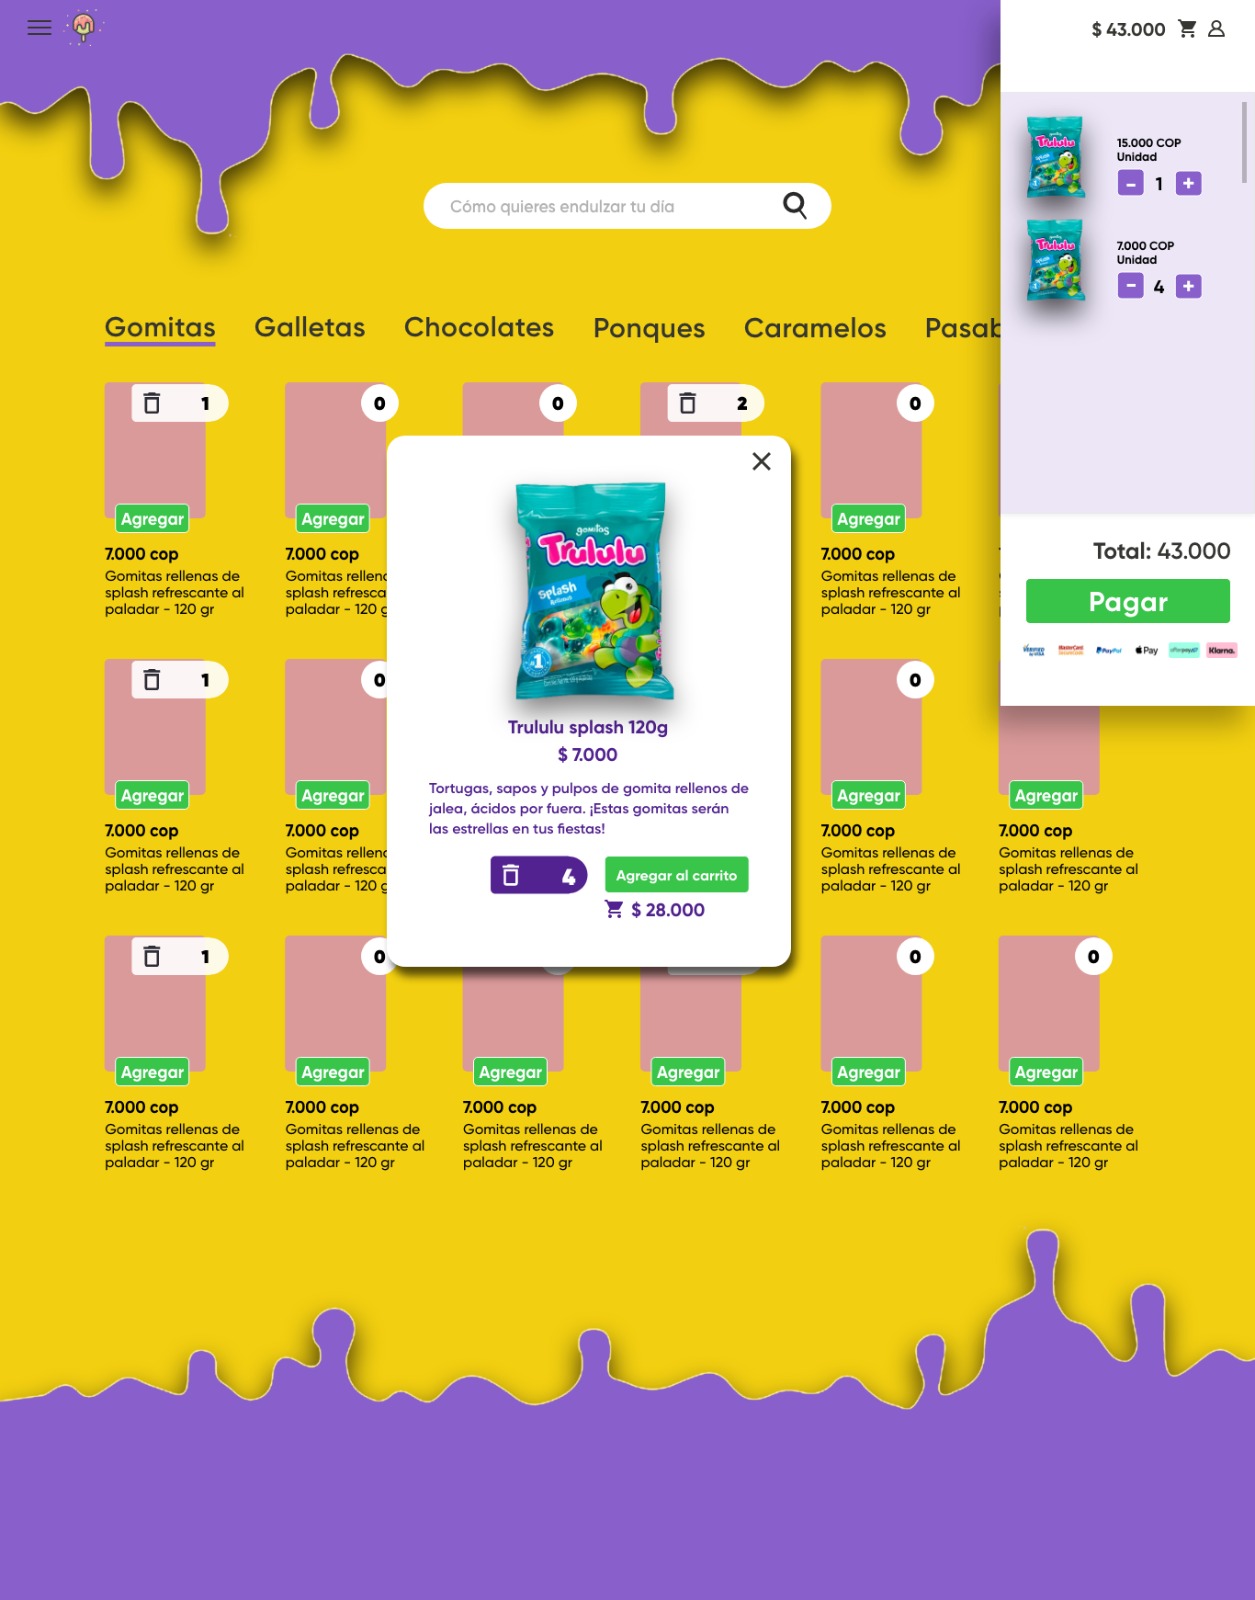 $ 43.000
15.000 COP
Unidad
- 1 +
7.000 COP
Unidad
- 4 +
Total: 43.000
Pagar
VISA
MasterCard
PayPal
Pay
afterpay
Klarna.
Cómo quieres endulzar tu día
Gomitas Galletas Chocolates Ponques Caramelos Pasab
1 0 0 2 0
Agregar Agregar Agregar
7.000 cop 7.000 cop 7.000 cop
Gomitas rellenas de Gomitas rellen Gomitas rellenas de
splash refrescante al splash refresca splash refrescante al
paladar - 120 gr paladar - 120 g paladar - 120 gr
gomitas
Trululu
splash
#1
Trululu splash 120g
$ 7.000
Tortugas, sapos y pulpos de gomita rellenos de
jalea, ácidos por fuera. ¡Estas gomitas serán
las estrellas en tus fiestas!
4 Agregar al carrito
$ 28.000
1 0 0
Agregar Agregar Agregar Agregar
7.000 cop 7.000 cop 7.000 cop 7.000 cop
Gomitas rellenas de Gomitas rellen Gomitas rellenas de Gomitas rellenas de
splash refrescante al splash refresca splash refrescante al splash refrescante al
paladar - 120 gr paladar - 120 g paladar - 120 gr paladar - 120 gr
1 0 0 0
Agregar Agregar Agregar Agregar Agregar Agregar
7.000 cop 7.000 cop 7.000 cop 7.000 cop 7.000 cop 7.000 cop
Gomitas rellenas de Gomitas rellenas de Gomitas rellenas de Gomitas rellenas de Gomitas rellenas de Gomitas rellenas de
splash refrescante al splash refrescante al splash refrescante al splash refrescante al splash refrescante al splash refrescante al
paladar - 120 gr paladar - 120 gr paladar - 120 gr paladar - 120 gr paladar - 120 gr paladar - 120 gr